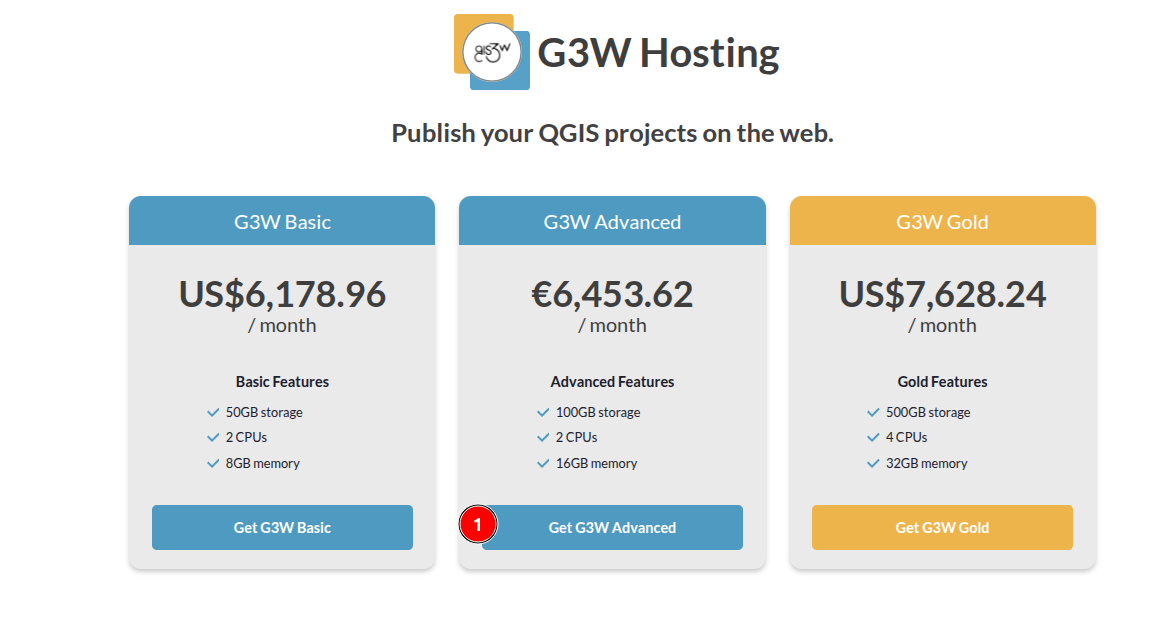 GIS3W
G3W Hosting
Publish your QGIS projects on the web.
G3W Basic
US$6,178.96
/ month
Basic Features
50GB storage
2 CPUs
8GB memory
Get G3W Basic
G3W Advanced
€6,453.62
/ month
Advanced Features
100GB storage
2 CPUs
16GB memory
1
Get G3W Advanced
G3W Gold
US$7,628.24
/ month
Gold Features
500GB storage
4 CPUs
32GB memory
Get G3W Gold